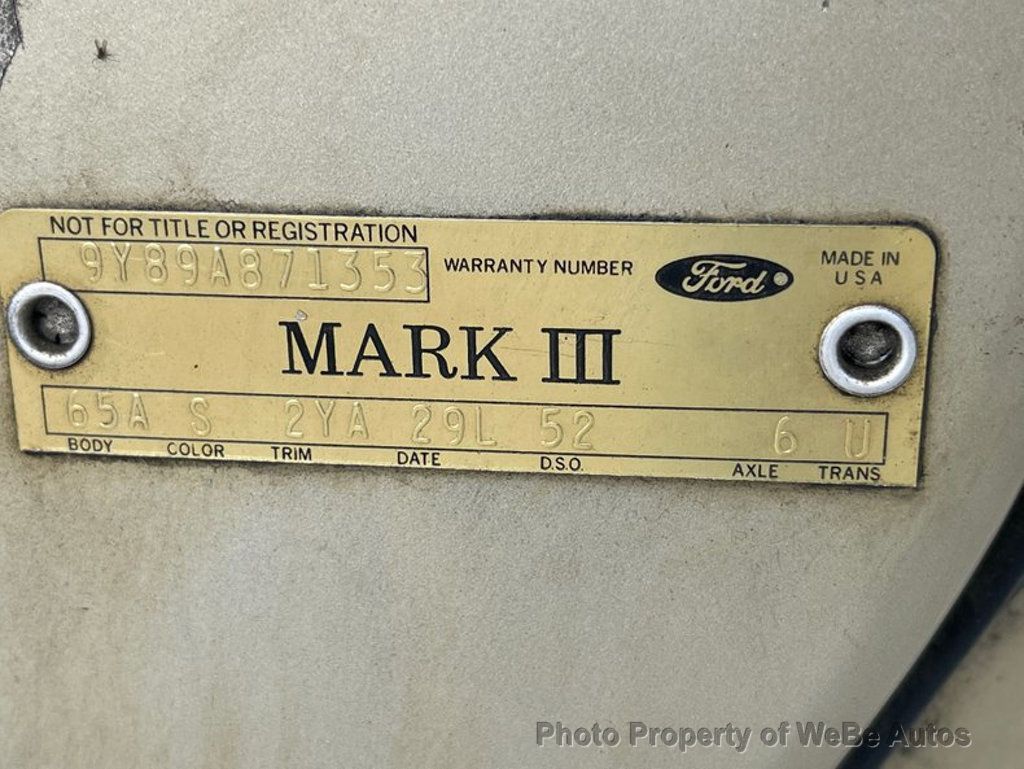 NOT FOR TITLE OR REGISTRATION
9Y89A871353 WARRANTY NUMBER Ford MADE IN
U S A
MARK III
65A S 2YA 29L 52 6 U
BODY COLOR TRIM DATE D.S.O. AXLE TRANS
Photo Property of WeBe Autos